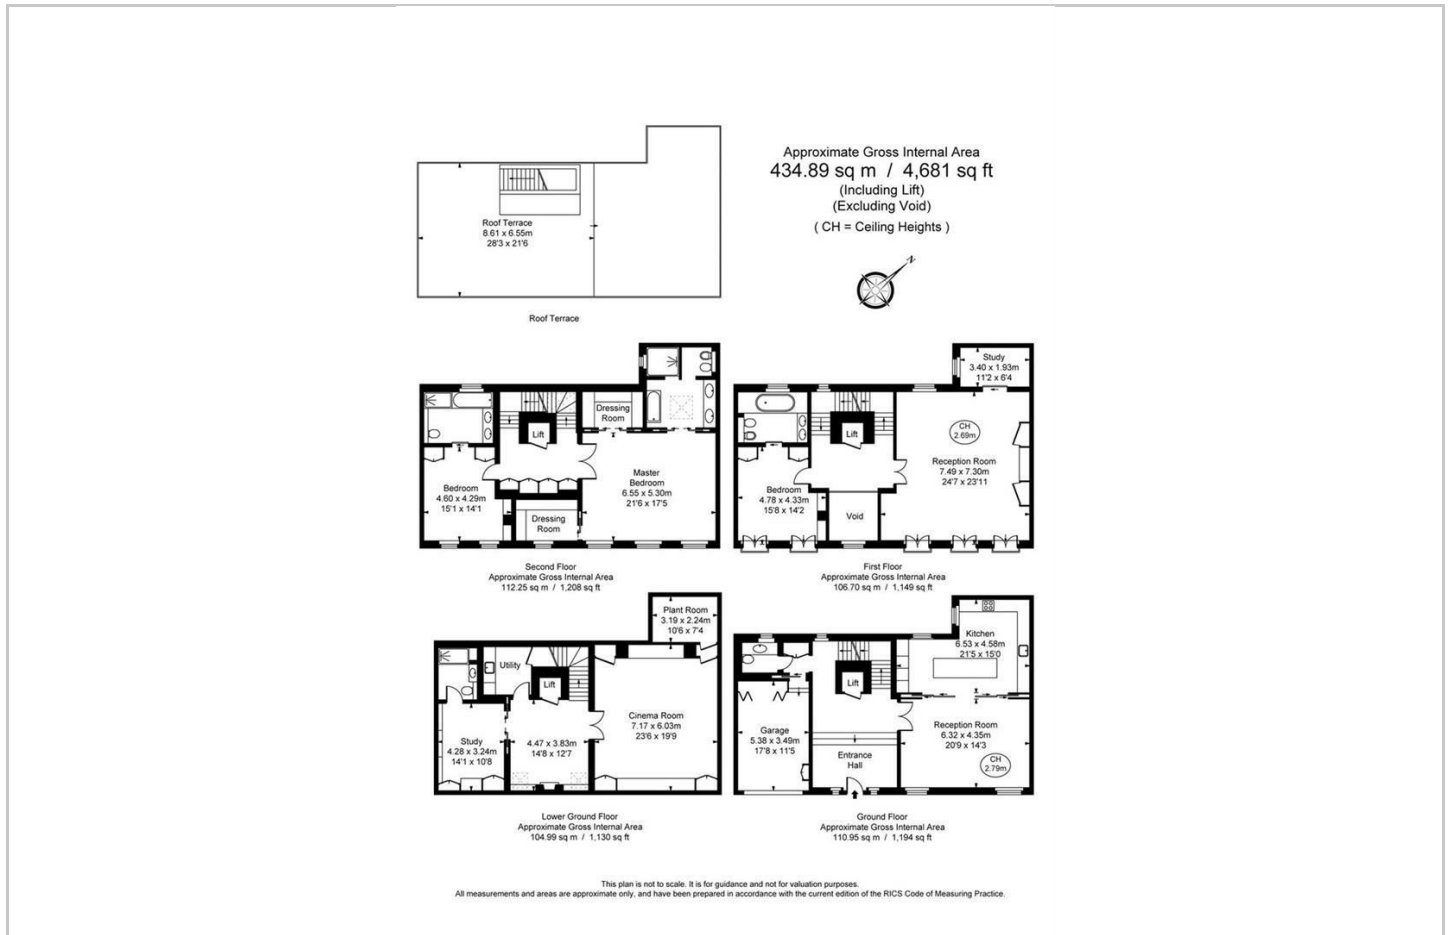 Approximate Gross Internal Area
434.89 sq m / 4,681 sq ft
(Including Lift)
(Excluding Void)
( CH = Ceiling Heights )
N
Roof Terrace
8.61 x 6.55m
28'3 x 21'6
Roof Terrace
Dressing
Room
Lift
Master
Bedroom
6.55 x 5.30m
21'6 x 17'5
Bedroom
4.60 x 4.29m
15'1 x 14'1
Dressing
Room
Second Floor
Approximate Gross Internal Area
112.25 sq m / 1,208 sq ft
Study
3.40 x 1.93m
11'2 x 6'4
CH
2.69m
Lift
Reception Room
7.49 x 7.30m
24'7 x 23'11
Bedroom
4.78 x 4.33m
15'8 x 14'2
Void
First Floor
Approximate Gross Internal Area
106.70 sq m / 1,149 sq ft
Plant Room
3.19 x 2.24m
10'6 x 7'4
Utility
Lift
Cinema Room
7.17 x 6.03m
23'6 x 19'9
Study
4.28 x 3.24m
14'1 x 10'8
4.47 x 3.83m
14'8 x 12'7
Lower Ground Floor
Approximate Gross Internal Area
104.99 sq m / 1,130 sq ft
Kitchen
6.53 x 4.58m
21'5 x 15'0
Lift
Reception Room
6.32 x 4.35m
20'9 x 14'3
CH
2.79m
Garage
5.38 x 3.49m
17'8 x 11'5
Entrance
Hall
Ground Floor
Approximate Gross Internal Area
110.95 sq m / 1,194 sq ft
This plan is not to scale. It is for guidance and not for valuation purposes.
All measurements and areas are approximate only, and have been prepared in accordance with the current edition of the RICS Code of Measuring Practice.